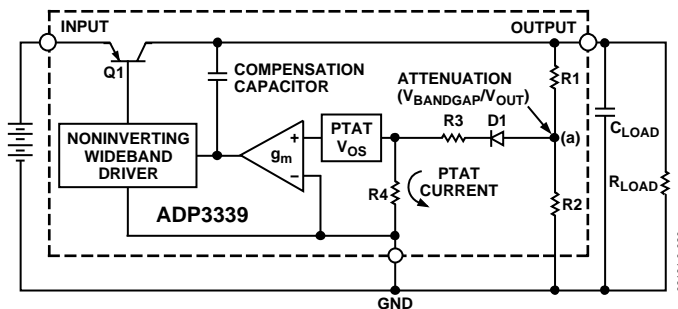 INPUT
OUTPUT
Q1
COMPENSATION
CAPACITOR
ATTENUATION
(VBANDGAP/VOUT)
R1
NONINVERTING
WIDEBAND
DRIVER
gm
+
−
PTAT
VOS
R3
D1
(a)
CLOAD
RLOAD
R4
PTAT
CURRENT
R2
ADP3339
GND